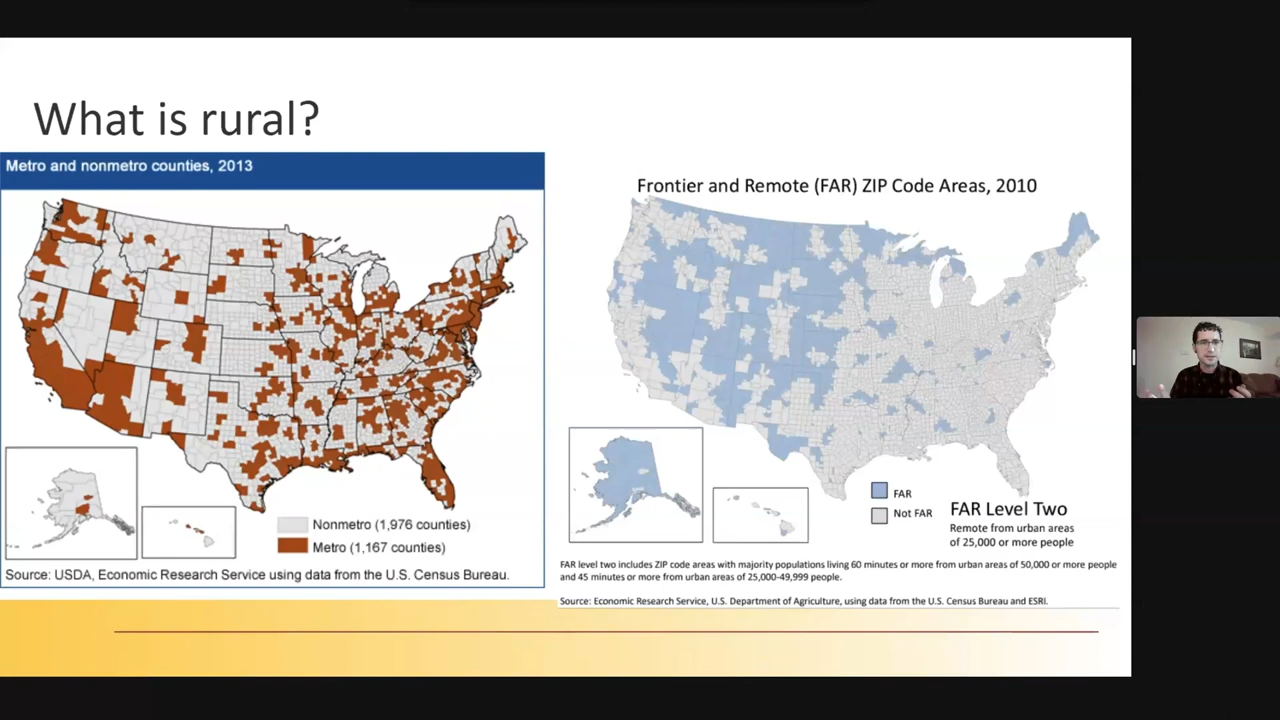 What is rural?
Metro and nonmetro counties, 2013
Nonmetro (1,976 counties)
Metro (1,167 counties)
Source: USDA, Economic Research Service using data from the U.S. Census Bureau.
Frontier and Remote (FAR) ZIP Code Areas, 2010
FAR
Not FAR
FAR Level Two
Remote from urban areas
of 25,000 or more people
FAR level two includes ZIP code areas with majority populations living 60 minutes or more from urban areas of 50,000 or more people
and 45 minutes or more from urban areas of 25,000-49,999 people.
Source: Economic Research Service, U.S. Department of Agriculture, using data from the U.S. Census Bureau and ESRI.